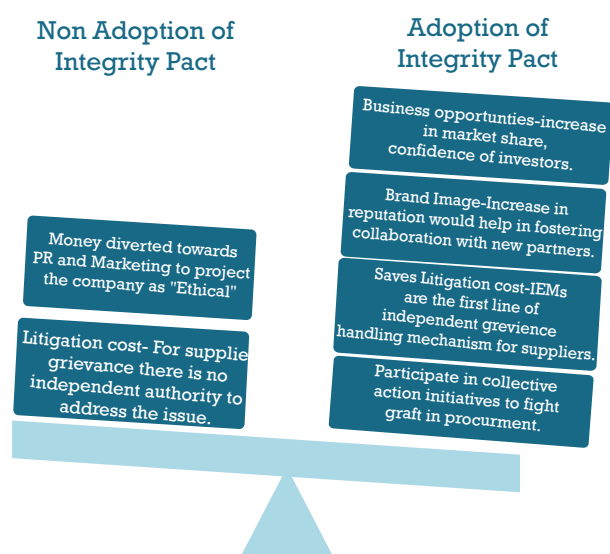 Non Adoption of
Integrity Pact
Money diverted towards
PR and Marketing to project
the company as "Ethical"
Litigation cost- For supplie
grievance there is no
independent authority to
address the issue.
Adoption of
Integrity Pact
Business opportunties-increase
in market share,
confidence of investors.
Brand Image-Increase in
reputation would help in fostering
collaboration with new partners.
Saves Litigation cost-IEMs
are the first line of
independent grevience
handling mechanism for suppliers.
Participate in collective
action initiatives to fight
graft in procurment.